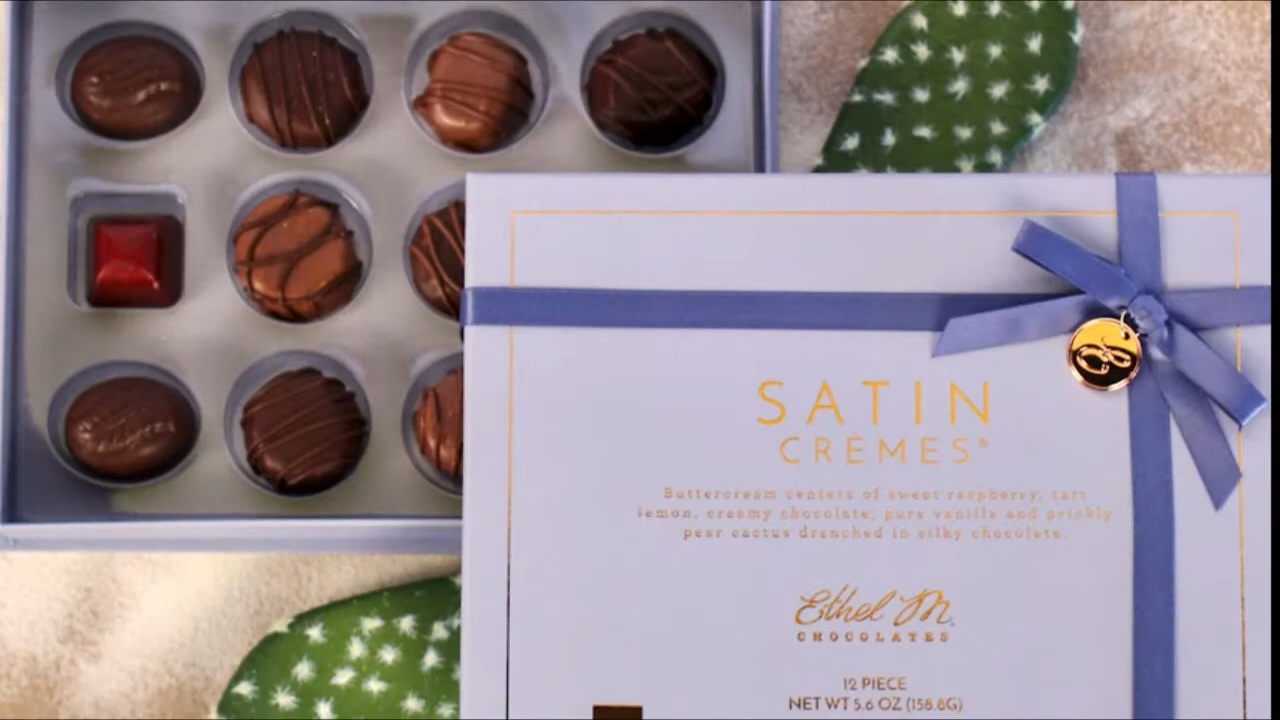 SATIN
CRÈMES®
Buttercream centers of sweet raspberry, tart
lemon, creamy chocolate, pure vanilla and prickly
pear cactus drenched in silky chocolate.
Ethel M.
CHOCOLATES
12 PIECE
NET WT 5.6 OZ (158.8G)